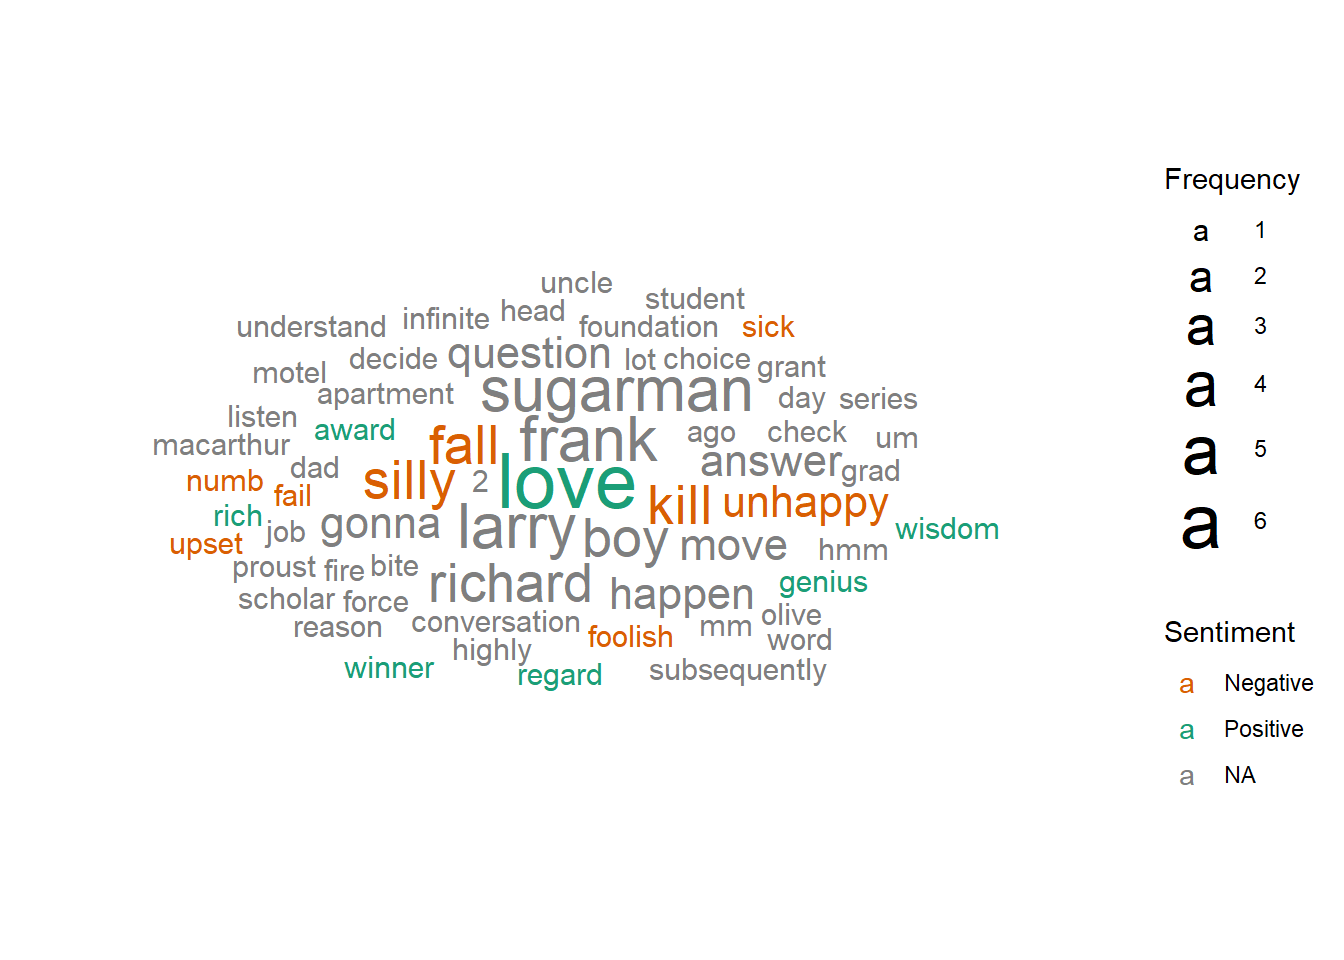 uncle
student
understand infinite head foundation sick
motel decide question lot choice grant
apartment sugarman day series
listen award fall frank ago check um
macarthur dad silly 2 love answer grad
numb fail kill unhappy
rich job gonna larry boy move hmm wisdom
upset
proust fire bite richard happen genius
scholar force
reason conversation foolish mm olive word
highly
winner regard subsequently
Frequency
a 1
a 2
a 3
a 4
a 5
a 6
Sentiment
a Negative
a Positive
a NA